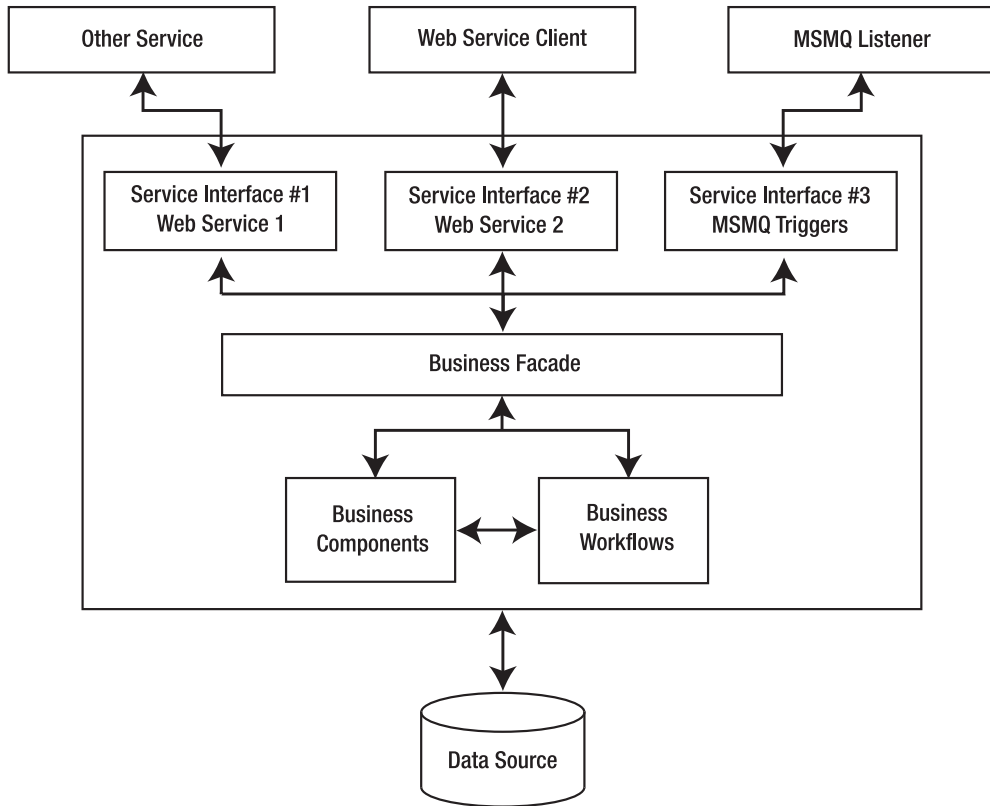 Other Service
Web Service Client
MSMQ Listener
Service Interface #1
Web Service 1
Service Interface #2
Web Service 2
Service Interface #3
MSMQ Triggers
Business Facade
Business
Components
Business
Workflows
Data Source